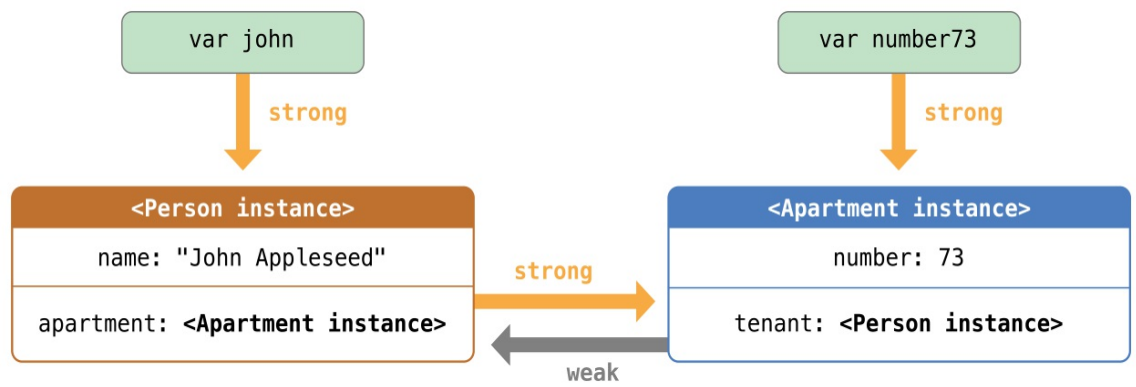 var john
var number73
strong
strong
<Person instance>
<Apartment instance>
name: "John Appleseed"
number: 73
strong
apartment: <Apartment instance>
tenant: <Person instance>
weak